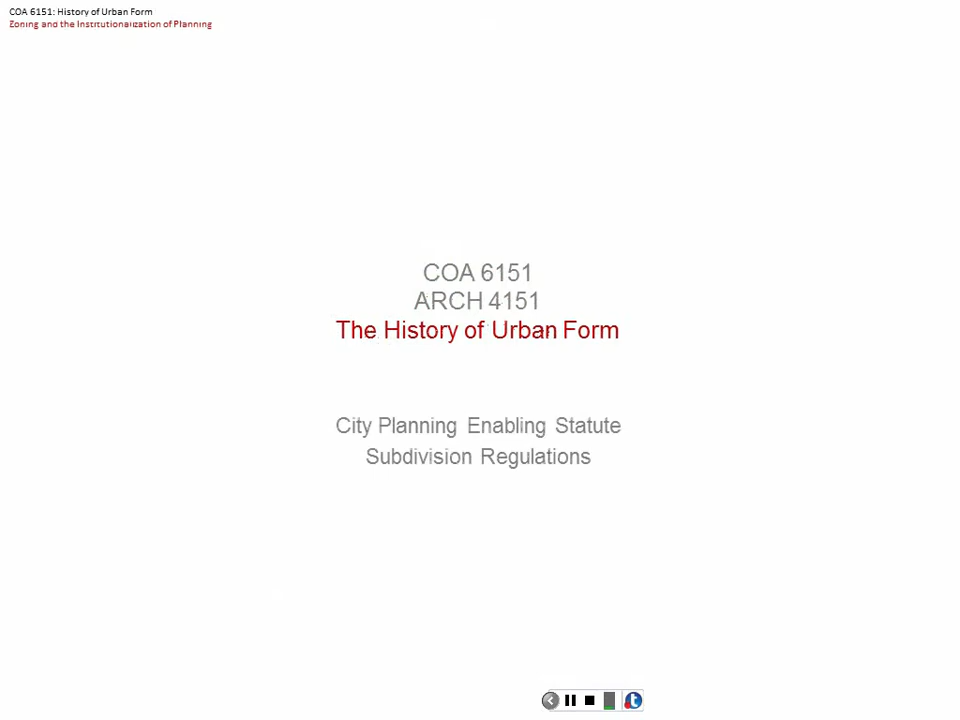 COA 6151: History of Urban Form
Zoning and the Institutionalization of Planning
COA 6151
ARCH 4151
The History of Urban Form
City Planning Enabling Statute
Subdivision Regulations